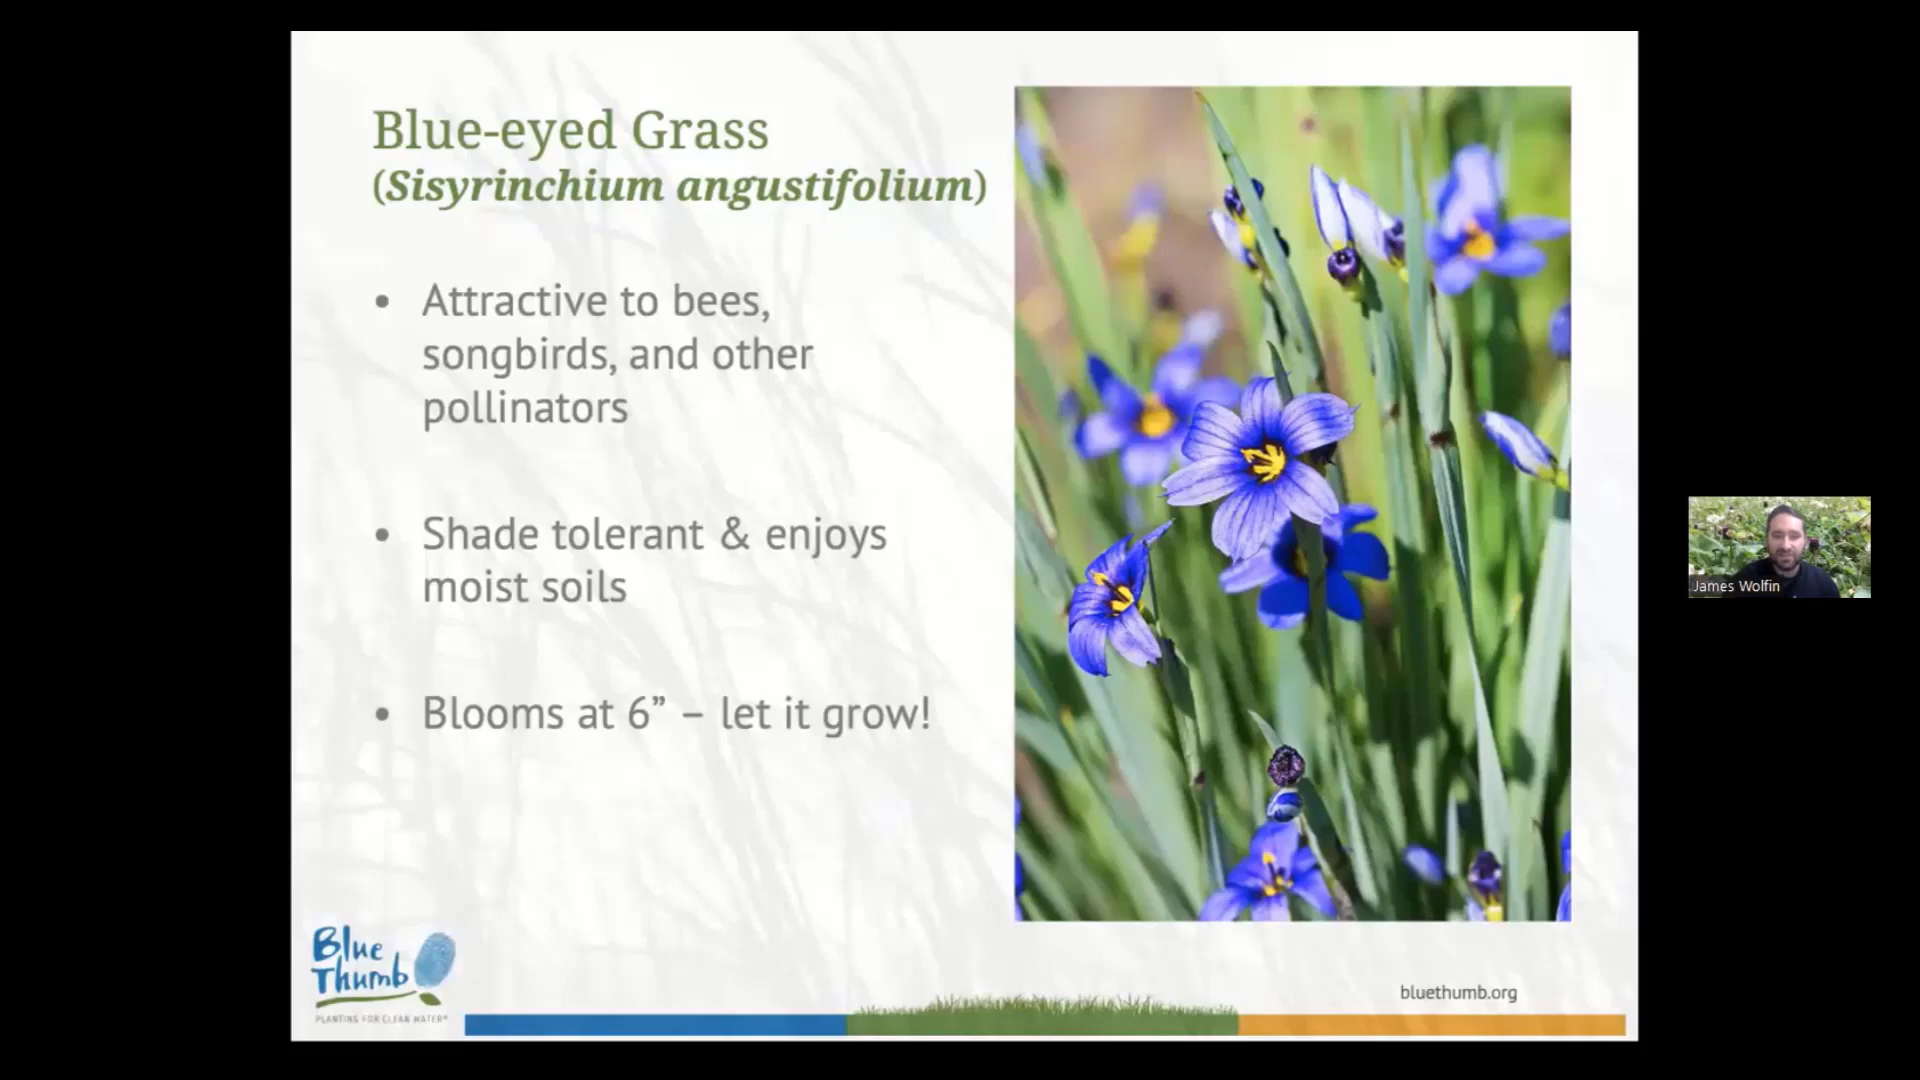 Blue-eyed Grass
(Sisyrinchium angustifolium)
• Attractive to bees,
songbirds, and other
pollinators
• Shade tolerant & enjoys
moist soils
• Blooms at 6” – let it grow!
James Wolfin
Blue
Thumb
PLANTING FOR CLEAN WATER®
bluethumb.org